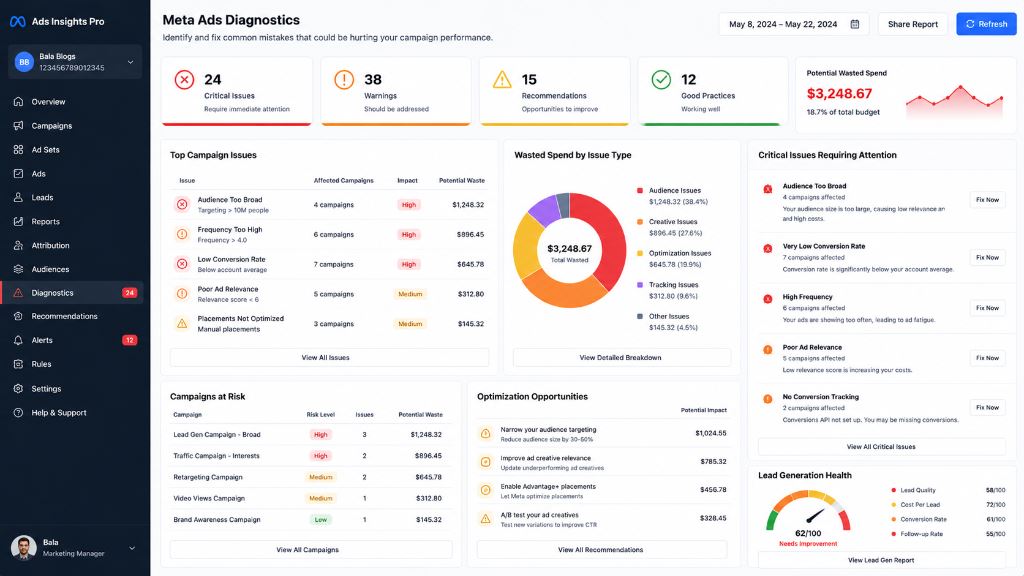 Ads Insights Pro
BB
Bala Blogs
123456789012345
Overview
Campaigns
Ad Sets
Ads
Leads
Reports
Attribution
Audiences
Diagnostics 24
Recommendations
Alerts 12
Rules
Settings
Help & Support
Bala
Marketing Manager
Meta Ads Diagnostics
Identify and fix common mistakes that could be hurting your campaign performance.
May 8, 2024 – May 22, 2024
Share Report
Refresh
24
Critical Issues
Require immediate attention
38
Warnings
Should be addressed
15
Recommendations
Opportunities to improve
12
Good Practices
Working well
Potential Wasted Spend
$3,248.67
18.7% of total budget
Top Campaign Issues
Issue Affected Campaigns Impact Potential Waste
Audience Too Broad
Targeting > 10M people
4 campaigns High $1,248.32
Frequency Too High
Frequency > 4.0
6 campaigns High $896.45
Low Conversion Rate
Below account average
7 campaigns High $645.78
Poor Ad Relevance
Relevance score < 6
5 campaigns Medium $312.80
Placements Not Optimized
Manual placements
3 campaigns Medium $145.32
View All Issues
Wasted Spend by Issue Type
$3,248.67
Total Wasted
Audience Issues
$1,248.32 (38.4%)
Creative Issues
$896.45 (27.6%)
Optimization Issues
$645.78 (19.9%)
Tracking Issues
$312.80 (9.6%)
Other Issues
$145.32 (4.5%)
View Detailed Breakdown
Critical Issues Requiring Attention
Audience Too Broad
4 campaigns affected
Your audience size is too large, causing low relevance an
and high costs.
Fix Now
Very Low Conversion Rate
7 campaigns affected
Conversion rate is significantly below your account average.
Fix Now
High Frequency
6 campaigns affected
Your ads are showing too often, leading to ad fatigue.
Fix Now
Poor Ad Relevance
5 campaigns affected
Low relevance score is increasing your costs.
Fix Now
No Conversion Tracking
2 campaigns affected
Conversions API not set up. You may be missing conversions.
Fix Now
View All Critical Issues
Campaigns at Risk
Campaign Risk Level Issues Potential Waste
Lead Gen Campaign - Broad High 3 $1,248.32
Traffic Campaign - Interests High 2 $896.45
Retargeting Campaign Medium 2 $645.78
Video Views Campaign Medium 1 $312.80
Brand Awareness Campaign Low 1 $145.32
View All Campaigns
Optimization Opportunities
Potential Impact
Narrow your audience targeting
Reduce audience size by 30-50%
$1,024.55
Improve ad creative relevance
Update underperforming ad creatives
$785.32
Enable Advantage+ placements
Let Meta optimize placements
$456.78
A/B test your ad creatives
Test new variations to improve CTR
$328.45
View All Recommendations
Lead Generation Health
62/100
Needs Improvement
Lead Quality 58/100
Cost Per Lead 72/100
Conversion Rate 61/100
Follow-up Rate 55/100
View Lead Gen Report